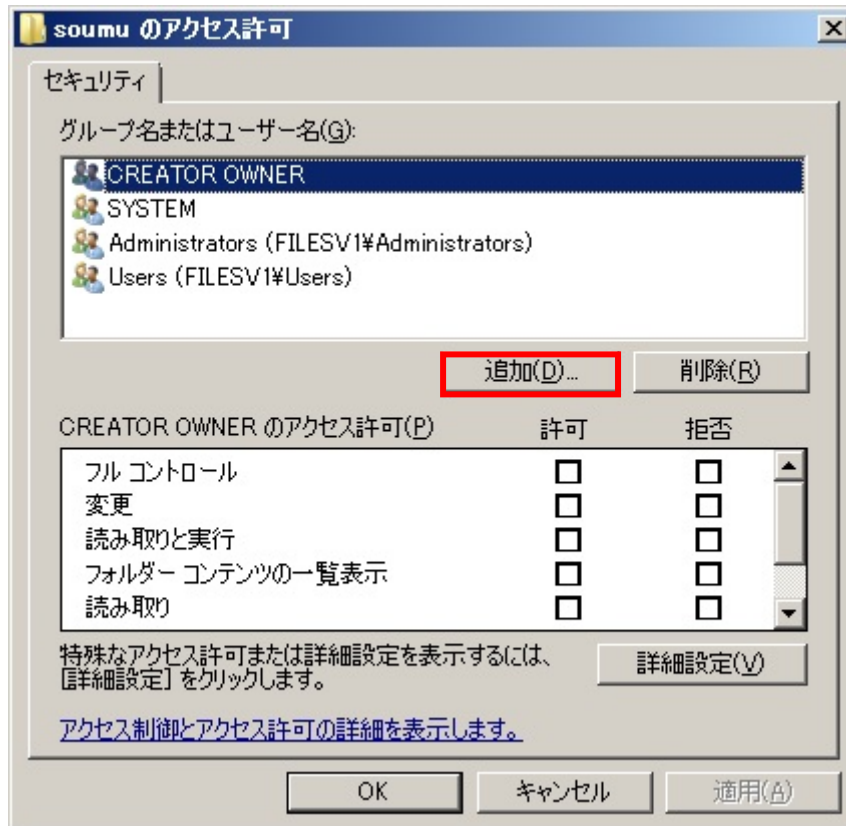 soumu のアクセス許可
セキュリティ
グループ名またはユーザー名(G):
CREATOR OWNER
SYSTEM
Administrators (FILESV1¥Administrators)
Users (FILESV1¥Users)
追加(D)... 削除(R)
CREATOR OWNER のアクセス許可(P) 許可 拒否
フル コントロール
変更
読み取りと実行
フォルダー コンテンツの一覧表示
読み取り
特殊なアクセス許可または詳細設定を表示するには、
[詳細設定] をクリックします。
詳細設定(V)
アクセス制御とアクセス許可の詳細を表示します。
OK キャンセル 適用(A)